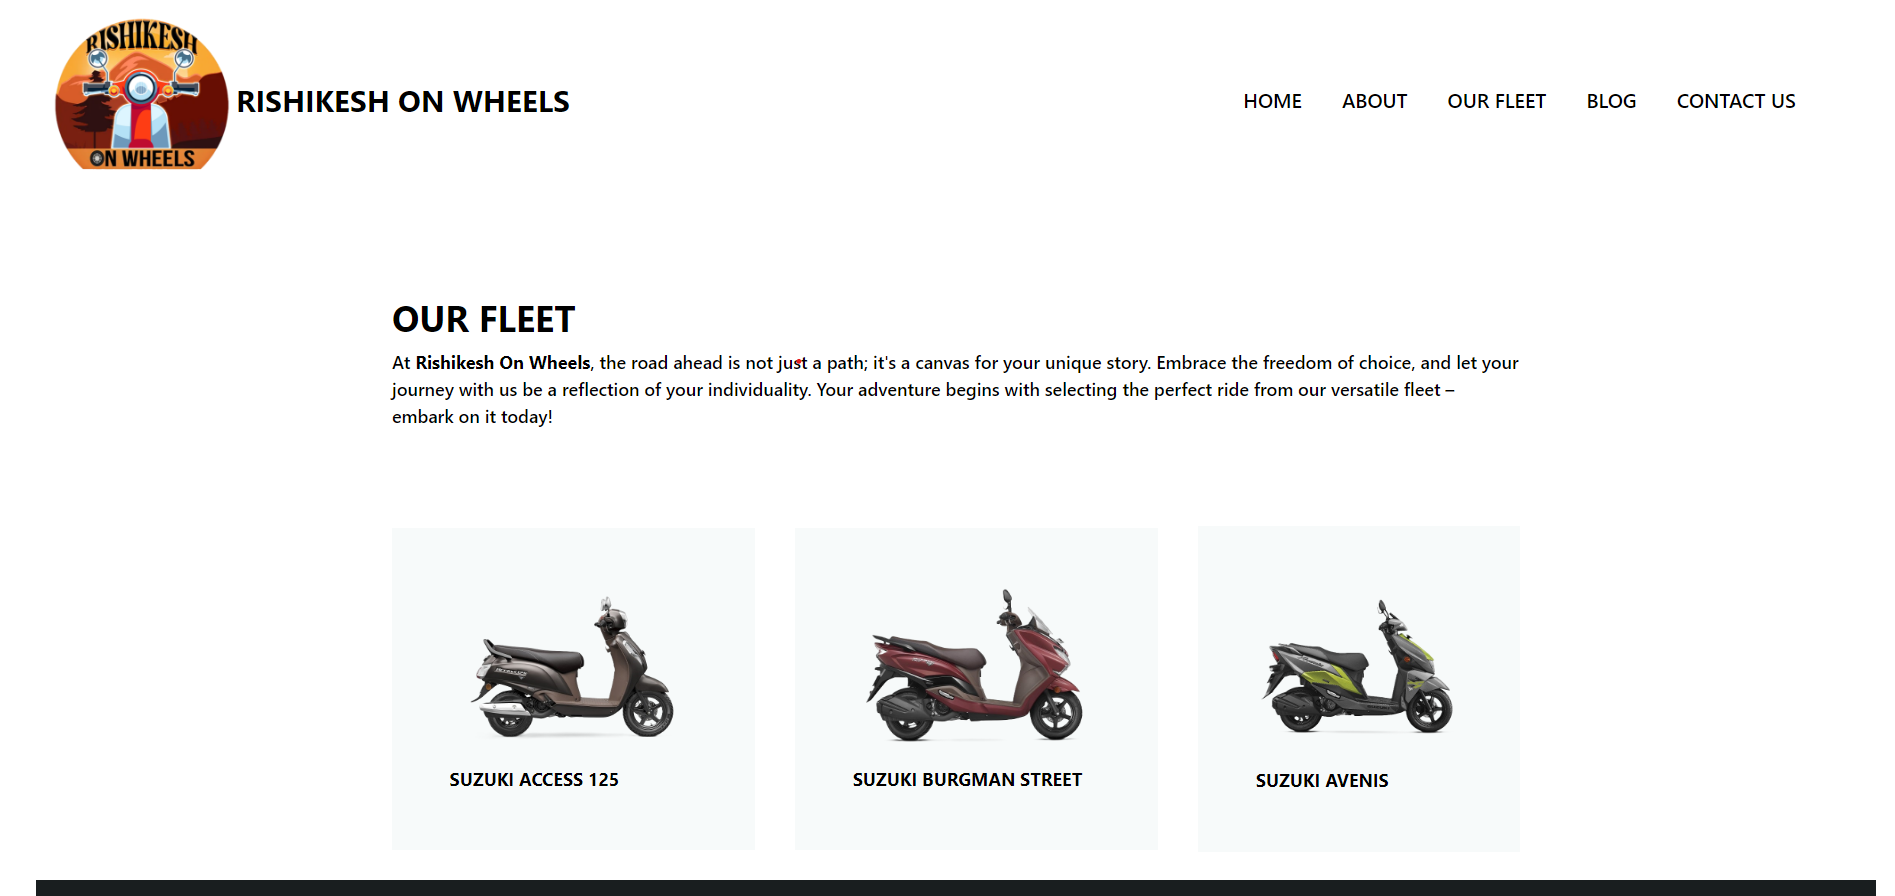 RISHIKESH
ON WHEELS
RISHIKESH ON WHEELS
HOME ABOUT OUR FLEET BLOG CONTACT US
OUR FLEET
At Rishikesh On Wheels, the road ahead is not just a path; it's a canvas for your unique story. Embrace the freedom of choice, and let your
journey with us be a reflection of your individuality. Your adventure begins with selecting the perfect ride from our versatile fleet –
embark on it today!
SUZUKI ACCESS 125
SUZUKI BURGMAN STREET
SUZUKI AVENIS